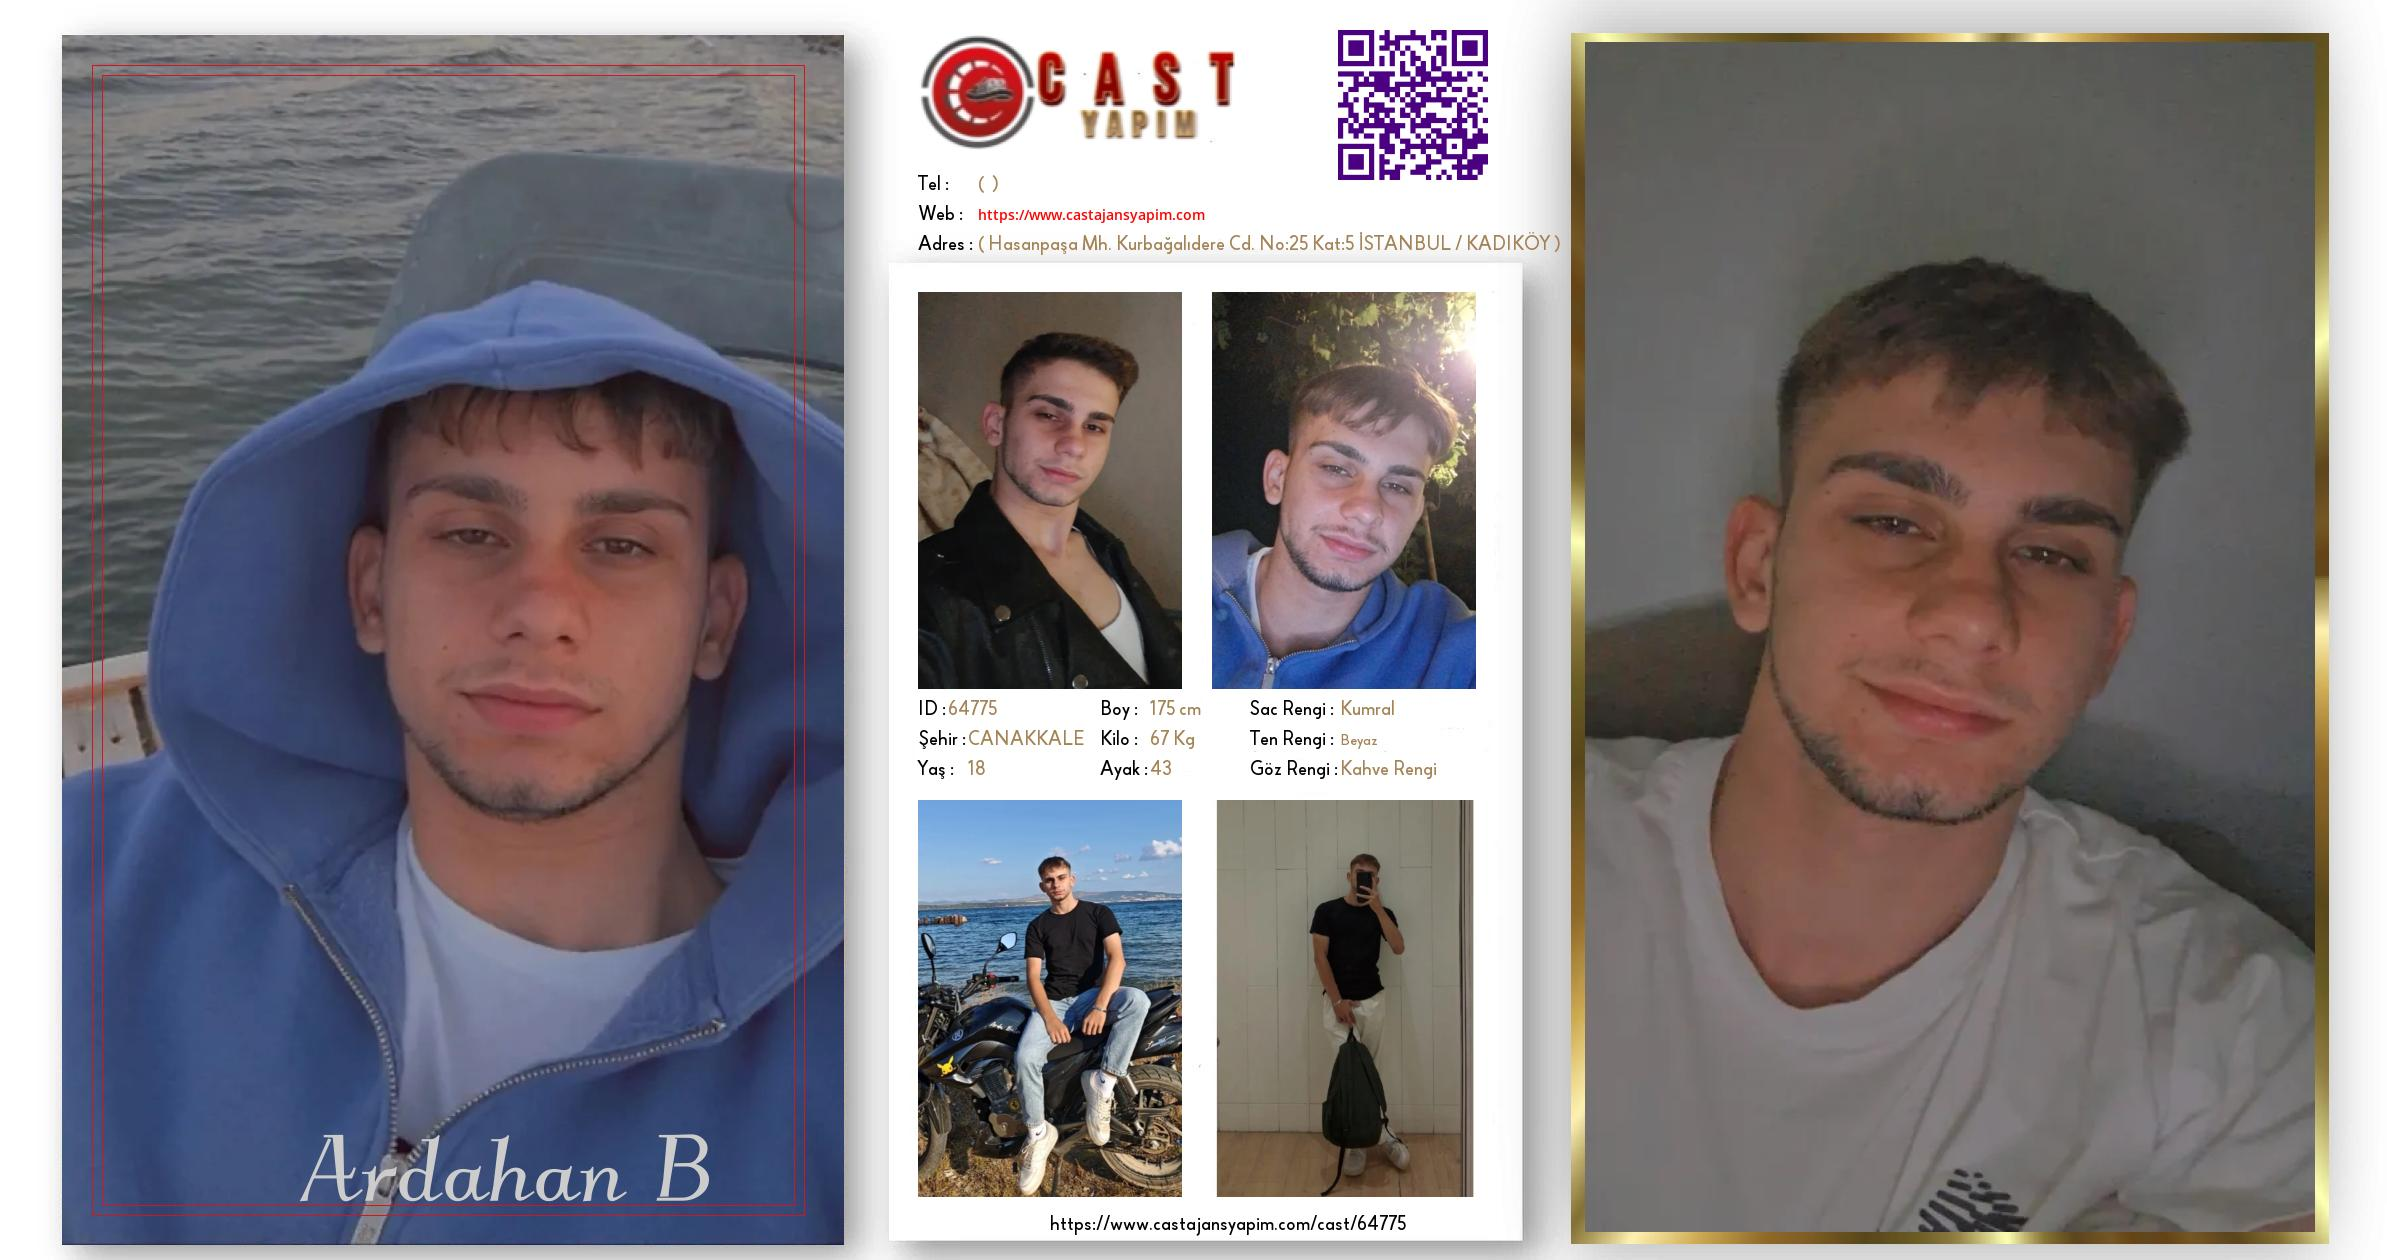 Ardahan B
CAST
YAPIM
Tel : ( )
Web : https://www.castajansyapim.com
Adres : ( Hasanpaşa Mh. Kurbağalıdere Cd. No:25 Kat:5 İSTANBUL / KADIKÖY )
ID : 64775 Boy : 175 cm Sac Rengi : Kumral
Şehir : CANAKKALE Kilo : 67 Kg Ten Rengi : Beyaz
Yaş : 18 Ayak : 43 Göz Rengi : Kahve Rengi
https://www.castajansyapim.com/cast/64775